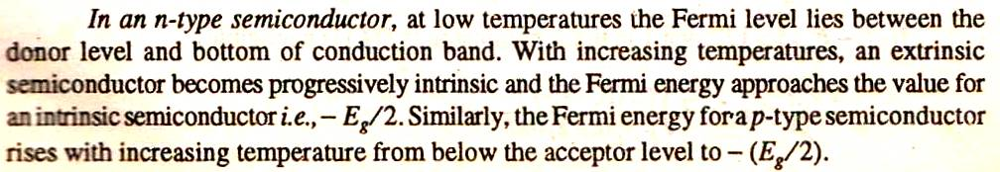 In an n-type semiconductor, at low temperatures the Fermi level lies between the
donor level and bottom of conduction band. With increasing temperatures, an extrinsic
semiconductor becomes progressively intrinsic and the Fermi energy approaches the value for
an intrinsic semiconductor i.e., – Eg/2. Similarly, the Fermi energy for a p-type semiconductor
rises with increasing temperature from below the acceptor level to – (Eg/2).